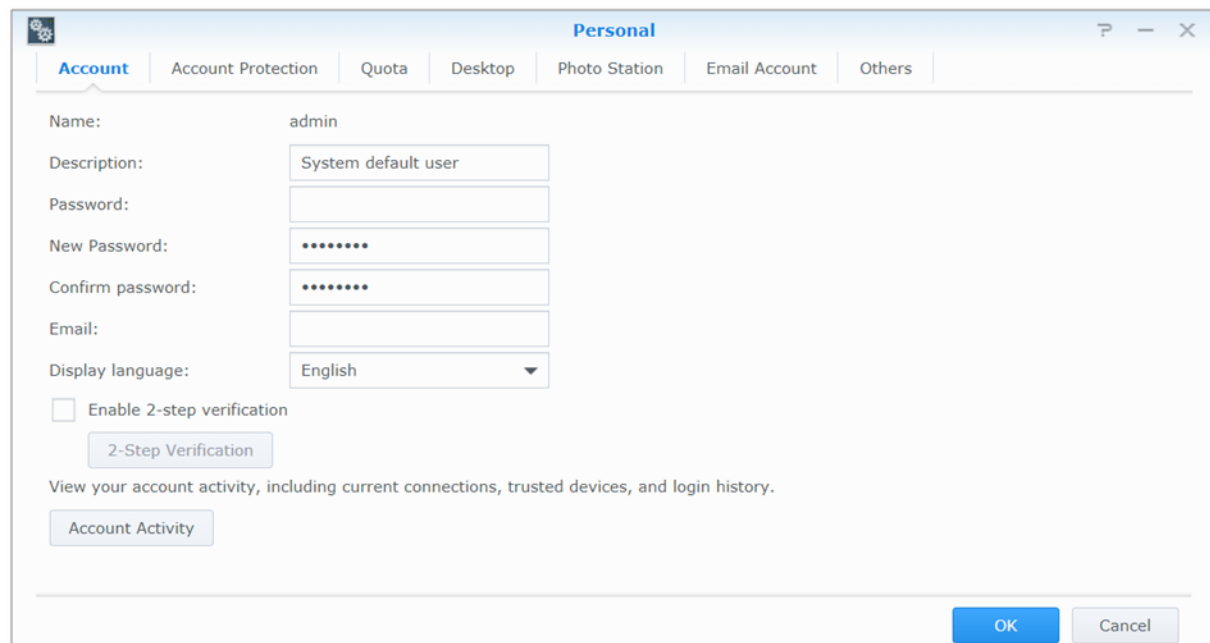 Personal
Account Account Protection Quota Desktop Photo Station Email Account Others
Name: admin
Description: System default user
Password:
New Password: ••••••••
Confirm password: ••••••••
Email:
Display language: English
Enable 2-step verification
2-Step Verification
View your account activity, including current connections, trusted devices, and login history.
Account Activity
OK Cancel